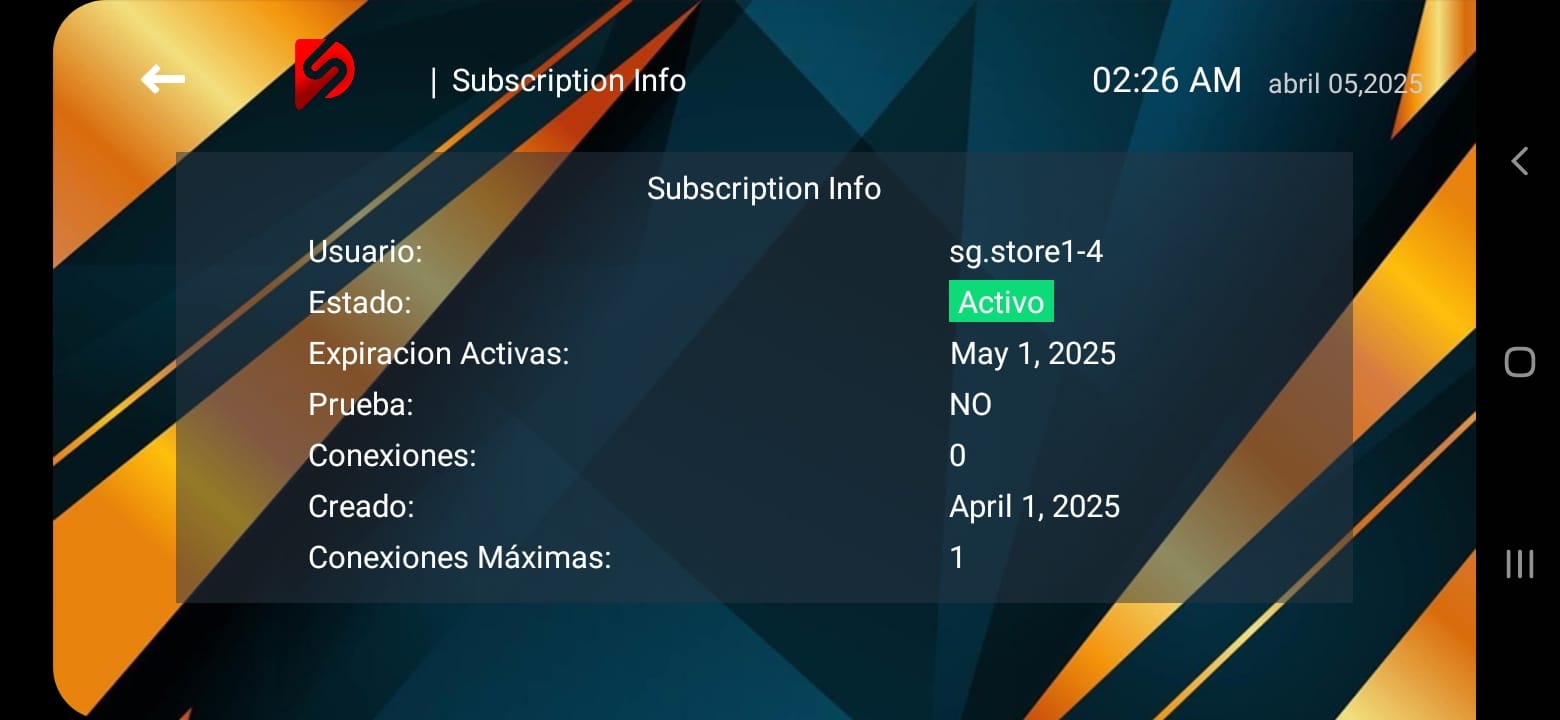 | Subscription Info 02:26 AM abril 05,2025
Subscription Info
Usuario: sg.store1-4
Estado: Activo
Expiracion Activas: May 1, 2025
Prueba: NO
Conexiones: 0
Creado: April 1, 2025
Conexiones Máximas: 1